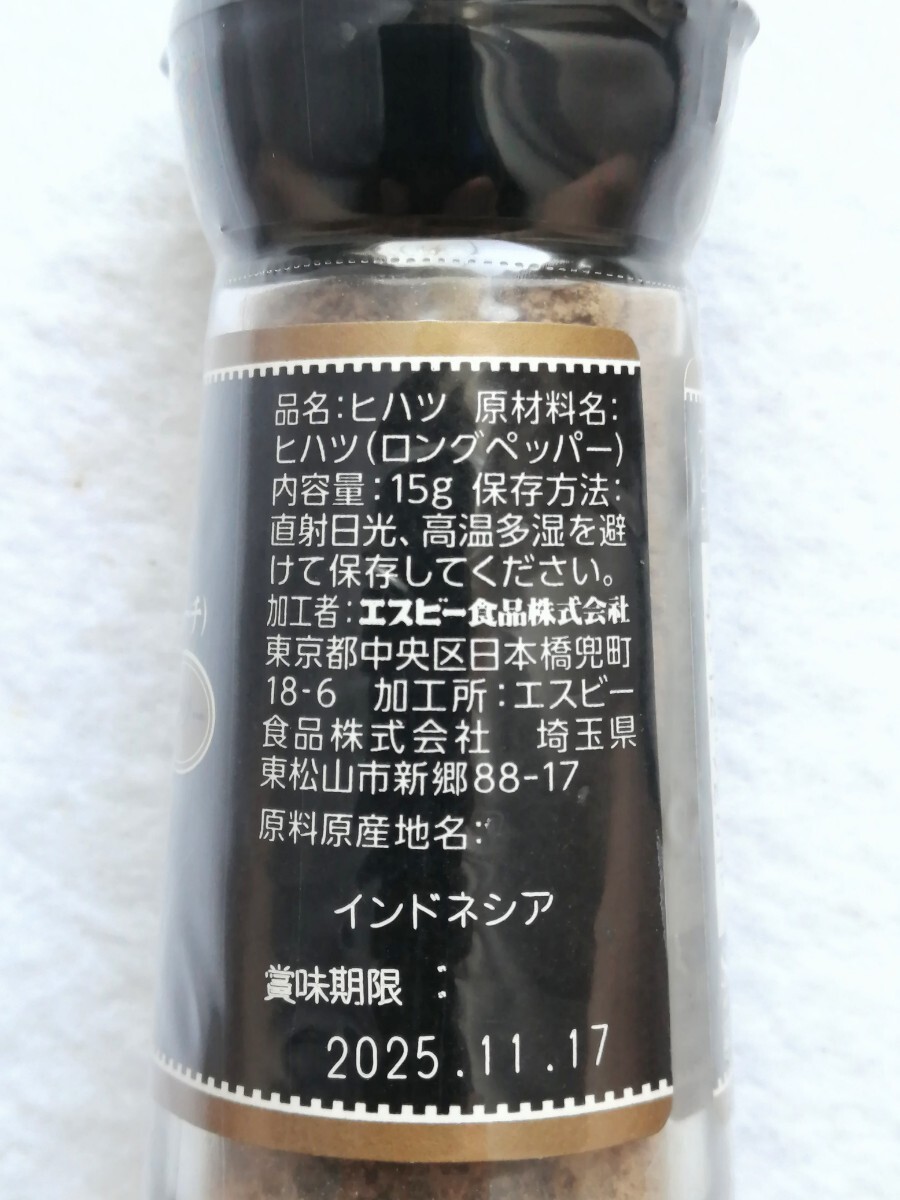 品名:ヒハツ 原材料名:
ヒハツ(ロングペッパー)
内容量:15g 保存方法:
直射日光、高温多湿を避
けて保存してください。
加工者:エスビー食品株式会社
東京都中央区日本橋兜町
18-6 加工所:エスビー
食品株式会社 埼玉県
東松山市新郷88-17
原料原産地名:
インドネシア
賞味期限 :
2025.11.17
チ)